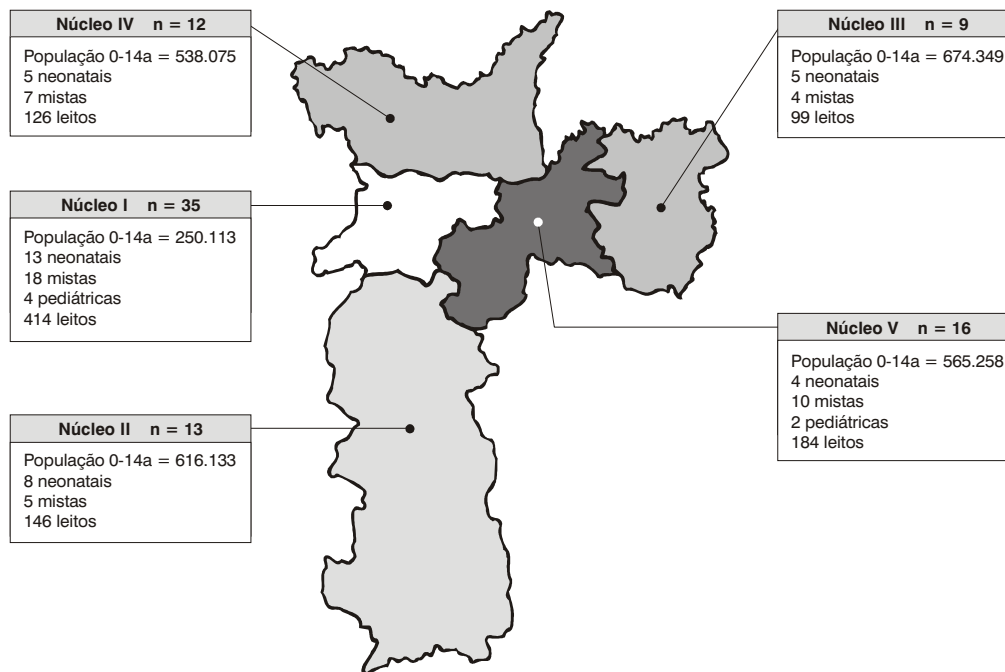 Núcleo IV n = 12
População 0-14a = 538.075
5 neonatais
7 mistas
126 leitos
Núcleo III n = 9
População 0-14a = 674.349
5 neonatais
4 mistas
99 leitos
Núcleo I n = 35
População 0-14a = 250.113
13 neonatais
18 mistas
4 pediátricas
414 leitos
Núcleo V n = 16
População 0-14a = 565.258
4 neonatais
10 mistas
2 pediátricas
184 leitos
Núcleo II n = 13
População 0-14a = 616.133
8 neonatais
5 mistas
146 leitos